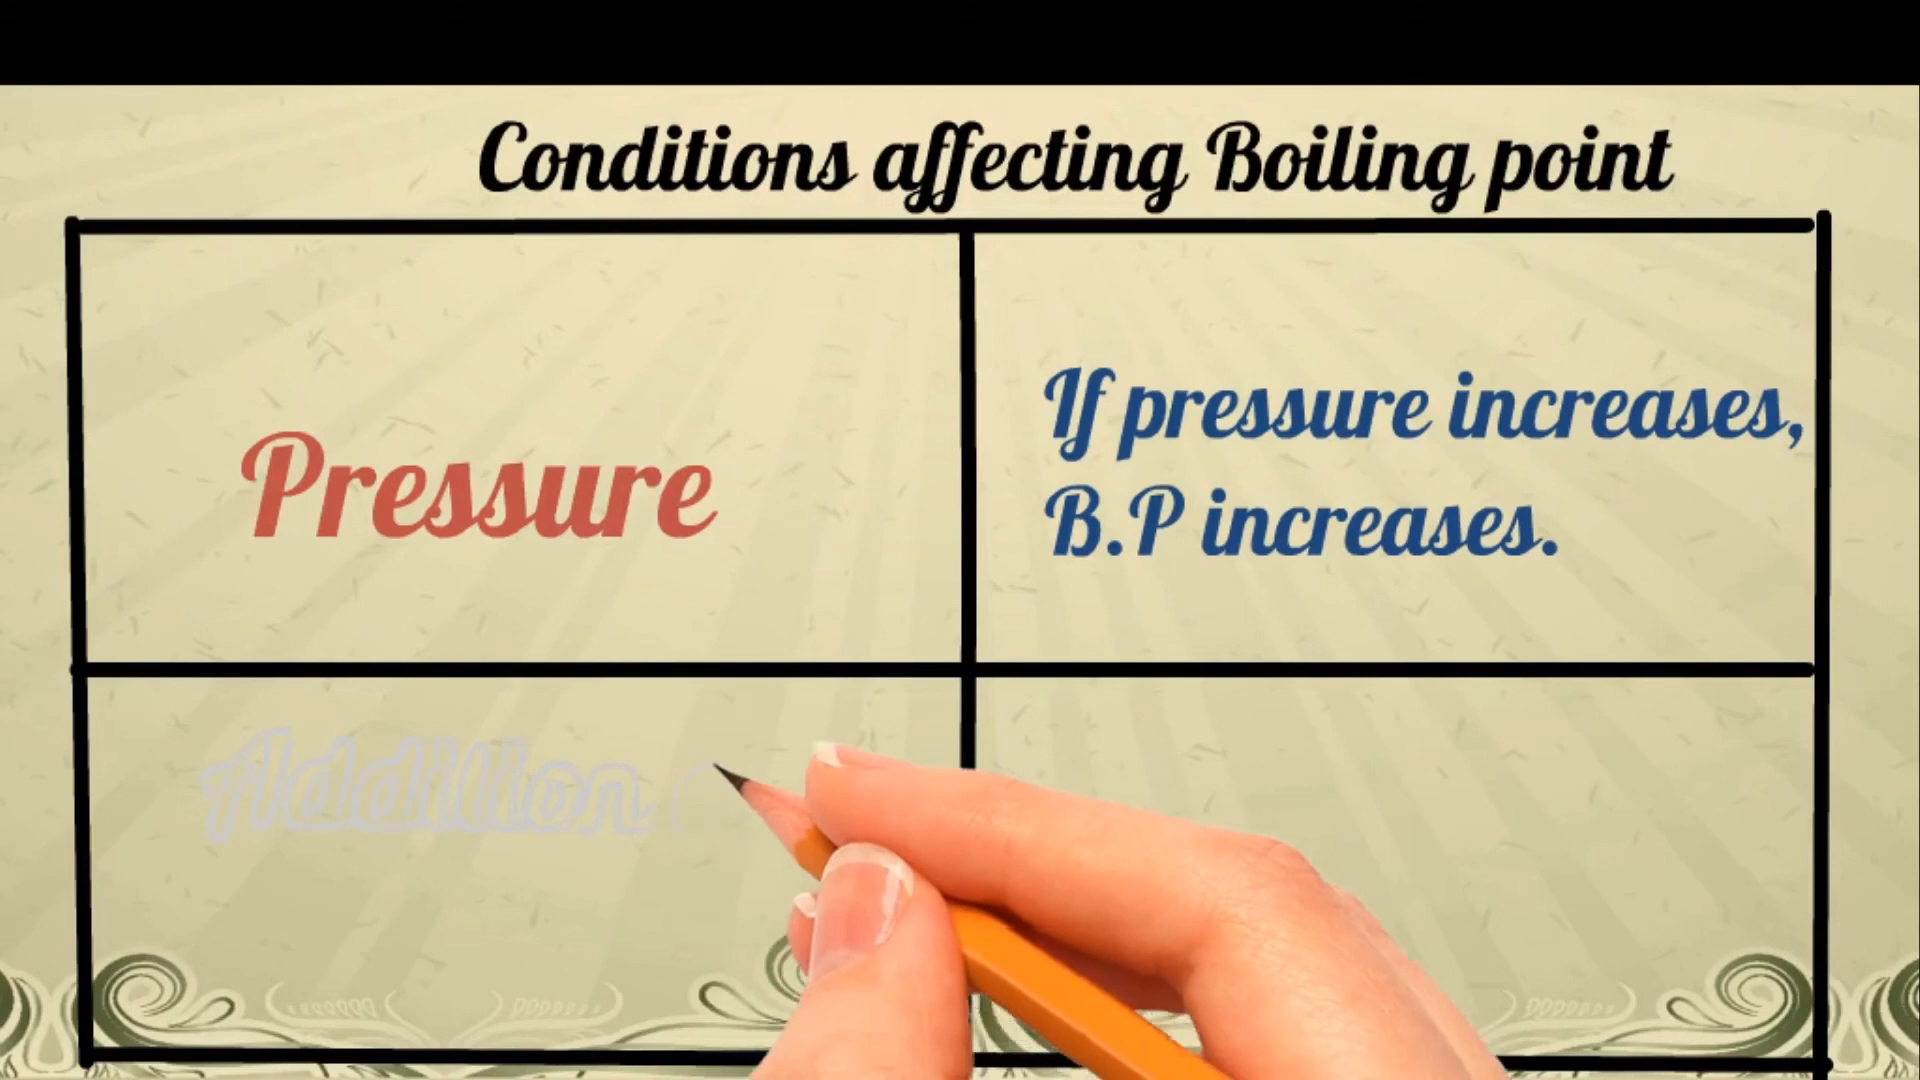 Conditions affecting Boiling point
Pressure
If pressure increases,
B.P increases.
Addition